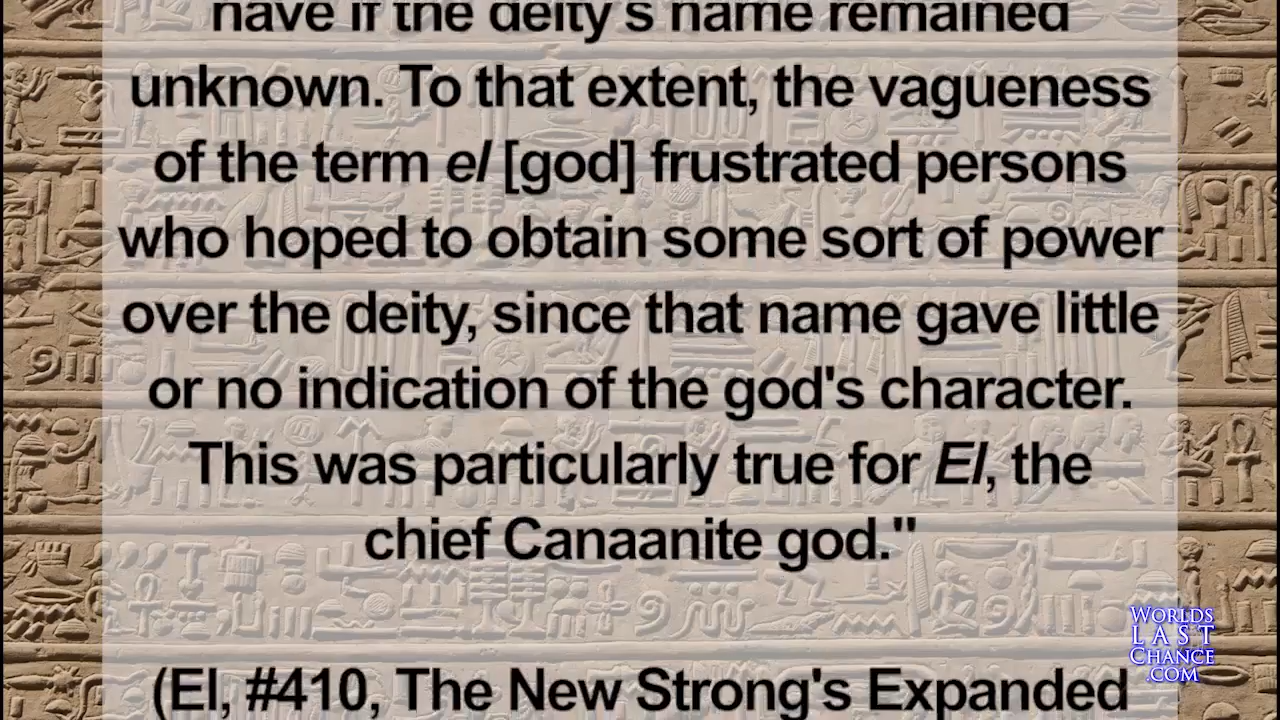 have if the deity's name remained
unknown. To that extent, the vagueness
of the term el [god] frustrated persons
who hoped to obtain some sort of power
over the deity, since that name gave little
or no indication of the god's character.
This was particularly true for El, the
chief Canaanite god."
(El, #410, The New Strong's Expanded
WORLDS
LAST
CHANCE
.COM